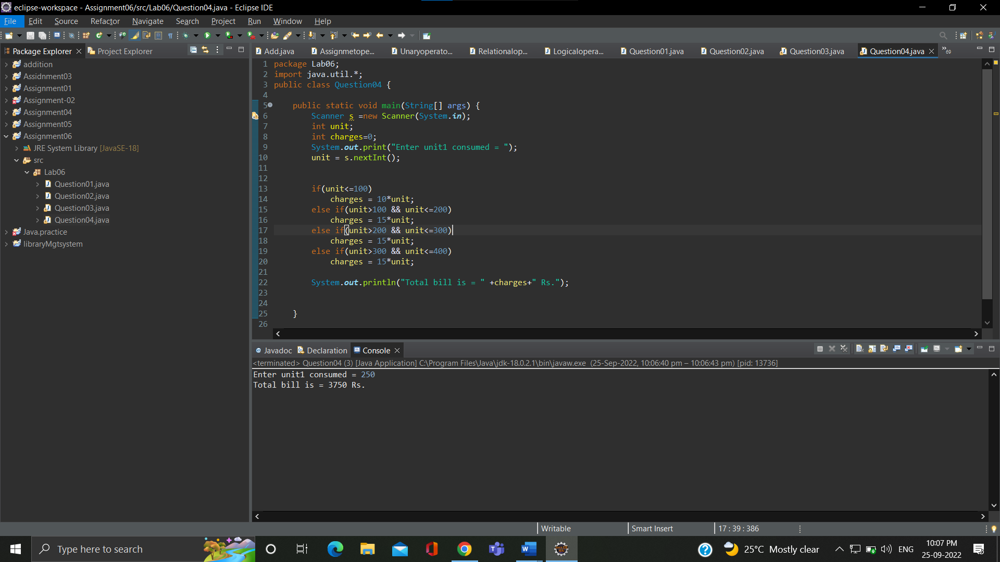 eclipse-workspace - Assignment06/src/Lab06/Question04.java - Eclipse IDE
File Edit Source Refactor Navigate Search Project Run Window Help
Package Explorer Project Explorer
Add.java Assignmetope... Unaryoperato... Relationalop... Logicalopera... Question01.java Question02.java Question03.java Question04.java »69
addition
Assidnment03
Assignment01
Assignment-02
Assignment04
Assignment05
Assignment06
JRE System Library [JavaSE-18]
src
Lab06
Question01.java
Question02.java
Question03.java
Question04.java
Java.practice
libraryMgtsystem
1 package Lab06;
2 import java.util.*;
3 public class Question04 {
4
5 public static void main(String[] args) {
6 Scanner s =new Scanner(System.in);
7 int unit;
8 int charges=0;
9 System.out.print("Enter unit1 consumed = ");
10 unit = s.nextInt();
11
12
13 if(unit<=100)
14 charges = 10*unit;
15 else if(unit>100 && unit<=200)
16 charges = 15*unit;
17 else if(unit>200 && unit<=300)
18 charges = 15*unit;
19 else if(unit>300 && unit<=400)
20 charges = 15*unit;
21
22 System.out.println("Total bill is = " +charges+" Rs.");
23
24
25 }
26
@ Javadoc Declaration Console
<terminated> Question04 (3) [Java Application] C:\Program Files\Java\jdk-18.0.2.1\bin\javaw.exe (25-Sep-2022, 10:06:40 pm – 10:06:43 pm) [pid: 13736]
Enter unit1 consumed = 250
Total bill is = 3750 Rs.
Writable Smart Insert 17 : 39 : 386
Type here to search
25°C Mostly clear ENG 10:07 PM
25-09-2022